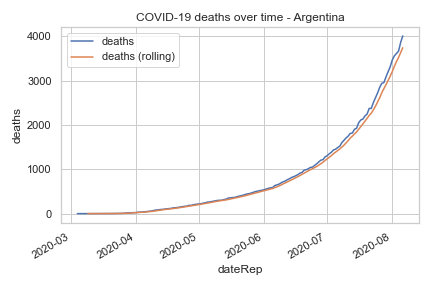 COVID-19 deaths over time - Argentina
deaths
deaths (rolling)
4000
3000
2000
1000
0
deaths
2020-03
2020-04
2020-05
2020-06
2020-07
2020-08
dateRep